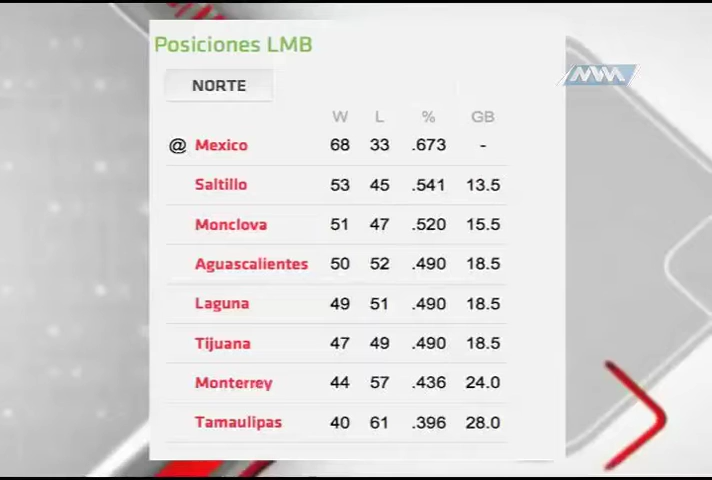 Posiciones LMB
MVM
NORTE
W L % GB
@ Mexico 68 33 .673 -
Saltillo 53 45 .541 13.5
Monclova 51 47 .520 15.5
Aguascalientes 50 52 .490 18.5
Laguna 49 51 .490 18.5
Tijuana 47 49 .490 18.5
Monterrey 44 57 .436 24.0
Tamaulipas 40 61 .396 28.0